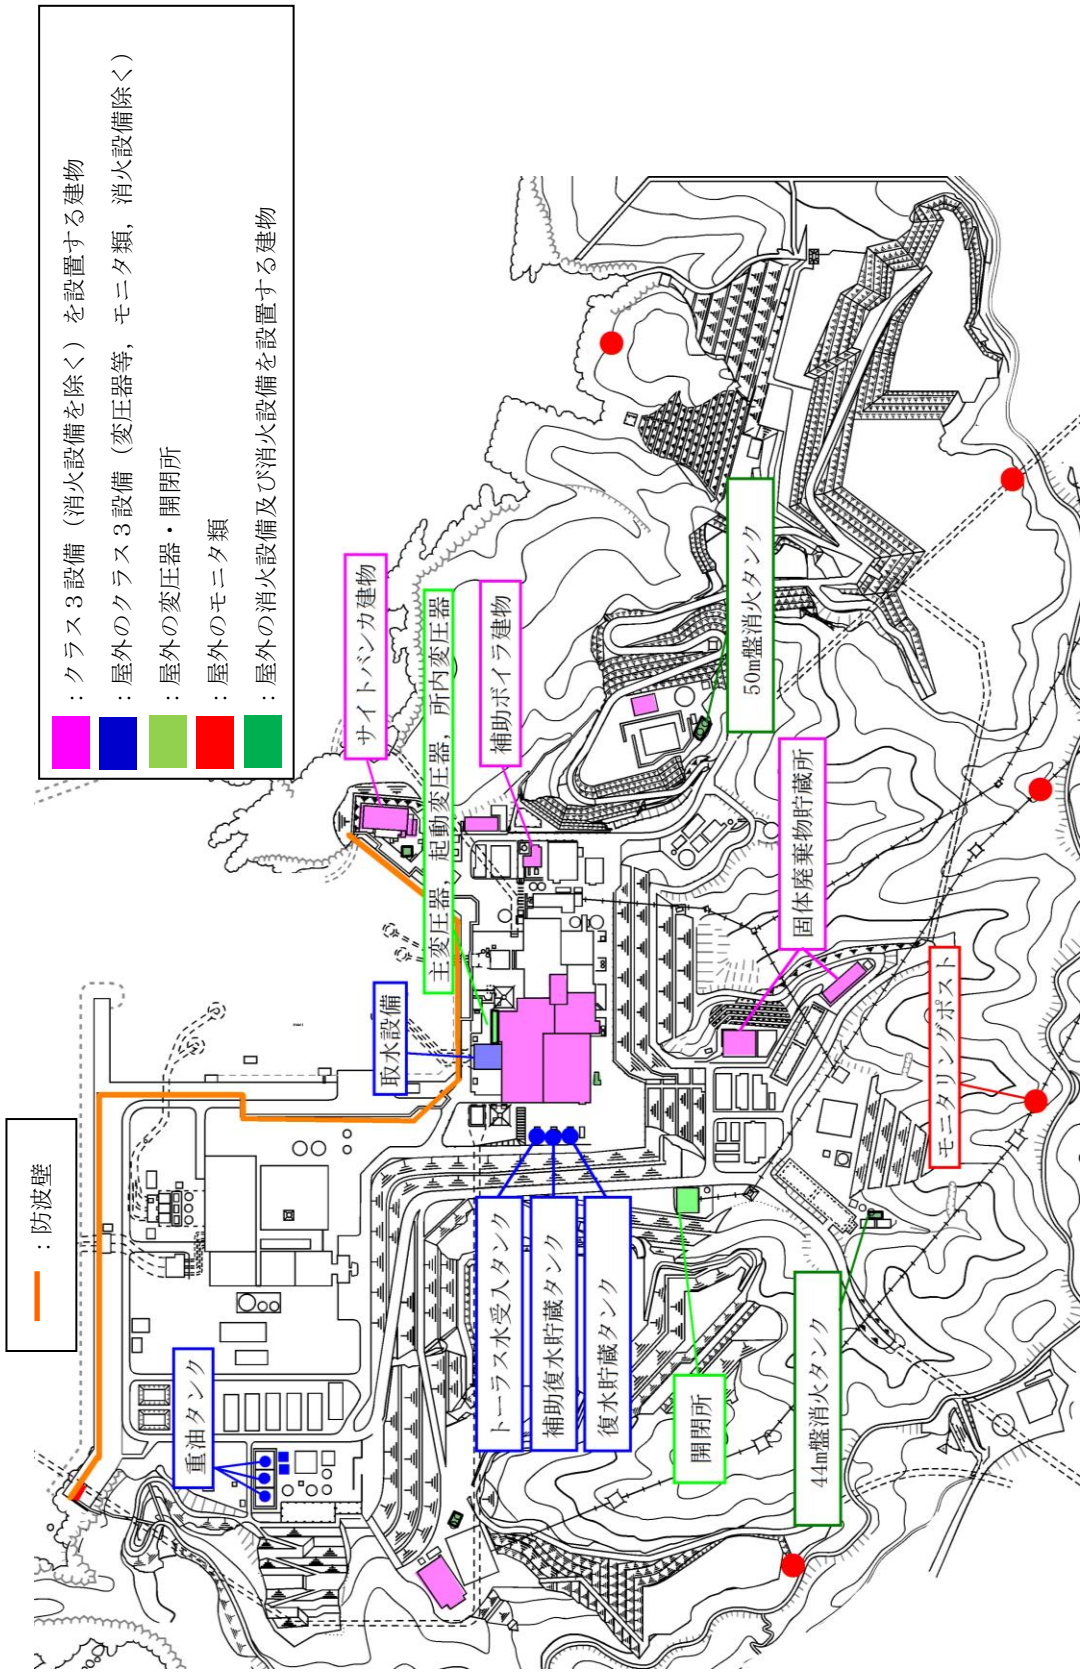 ：クラス３設備（消火設備を除く）を設置する建物
：屋外のクラス３設備（変圧器等，モニタ類，消火設備除く）
：屋外の変圧器・開閉所
：屋外のモニタ類
：屋外の消火設備及び消火設備を設置する建物
：防波壁
サイトバンカ建物
主変圧器，起動変圧器，所内変圧器
補助ボイラ建物
50m盤消火タンク
固体廃棄物貯蔵所
取水設備
モニタリングポスト
重油タンク
トーラス水受入タンク
補助復水貯蔵タンク
復水貯蔵タンク
開閉所
44m盤消火タンク